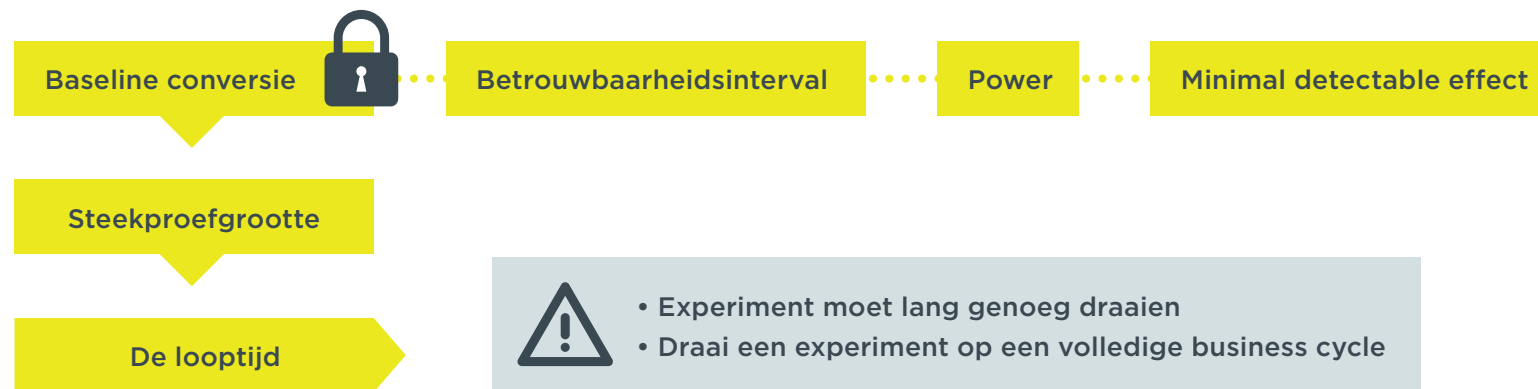 Baseline conversie
Betrouwbaarheidsinterval
Power
Minimal detectable effect
Steekproefgrootte
De looptijd
• Experiment moet lang genoeg draaien
• Draai een experiment op een volledige business cycle